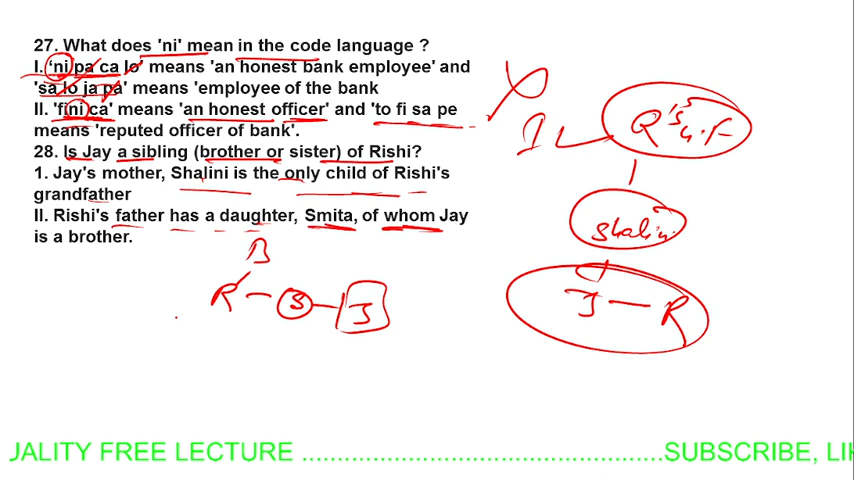 27. What does 'ni' mean in the code language ?
I. 'ni pa ca lo' means 'an honest bank employee' and
'sa lo ja pa' means 'employee of the bank
II. 'fi ni ca' means 'an honest officer' and 'to fi sa pe
means 'reputed officer of bank'.
28. Is Jay a sibling (brother or sister) of Rishi?
1. Jay's mother, Shalini is the only child of Rishi's
grandfather
II. Rishi's father has a daughter, Smita, of whom Jay
is a brother.
I R's
Shalini
J — R
B
R — S — J
JALITY FREE LECTURE ..................................................SUBSCRIBE, LI